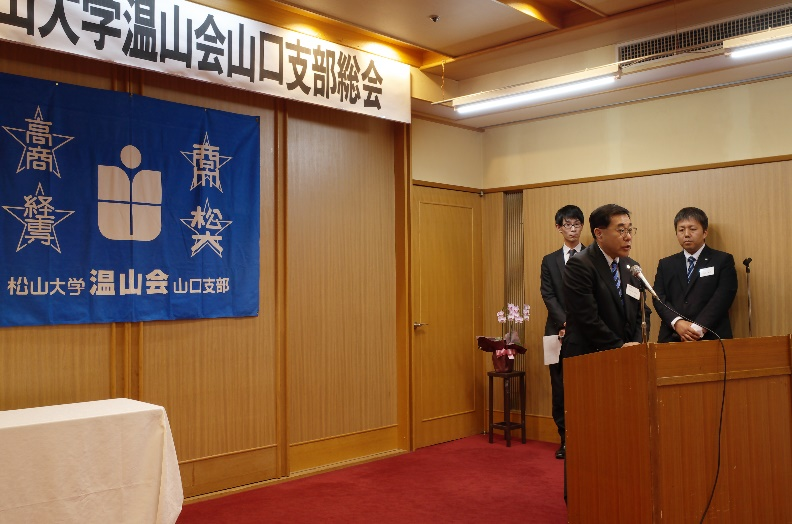 山大学温山会山口支部総会
高商
商大
経専
松大
松山大学 温山会 山口支部